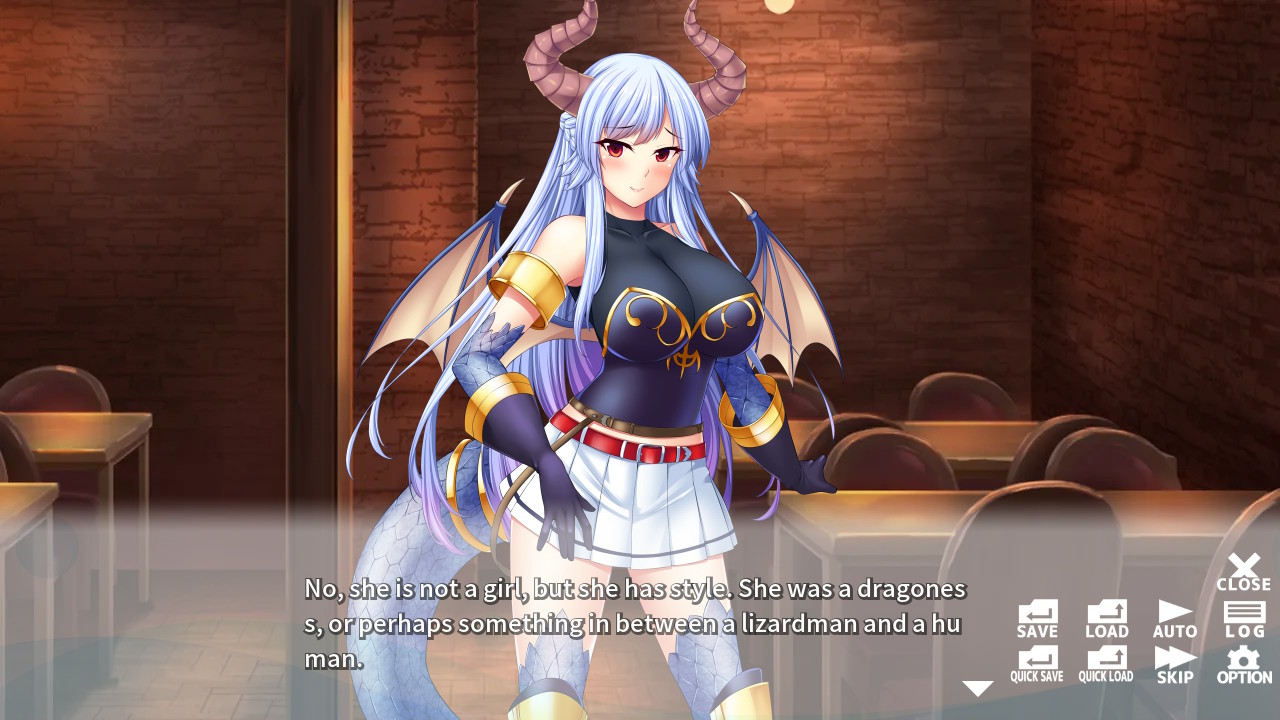 No, she is not a girl, but she has style. She was a dragones
s, or perhaps something in between a lizardman and a hu
man.
CLOSE
SAVE
LOAD
AUTO
LOG
QUICK SAVE
QUICK LOAD
SKIP
OPTION